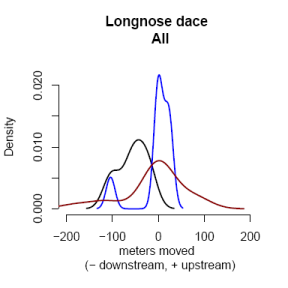 Longnose dace
All
Density
0.020
0.010
0.000
−200 −100 0 100 200
meters moved
(− downstream, + upstream)